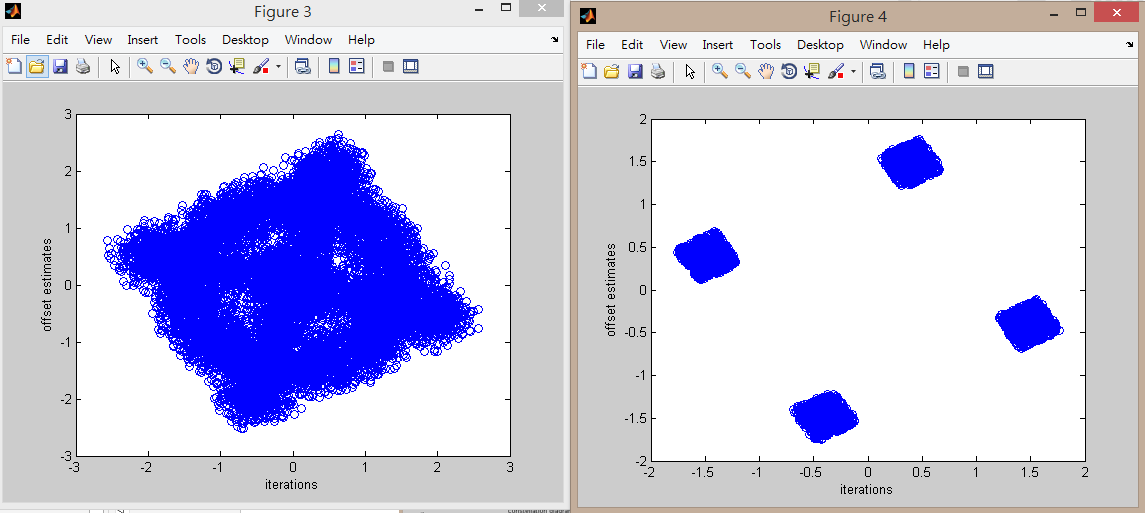 Figure 3
File Edit View Insert Tools Desktop Window Help
3
2
1
0
-1
-2
-3
offset estimates
-3 -2 -1 0 1 2 3
iterations
Figure 4
File Edit View Insert Tools Desktop Window Help
2
1.5
1
0.5
0
-0.5
-1
-1.5
-2
offset estimates
-2 -1.5 -1 -0.5 0 0.5 1 1.5 2
iterations